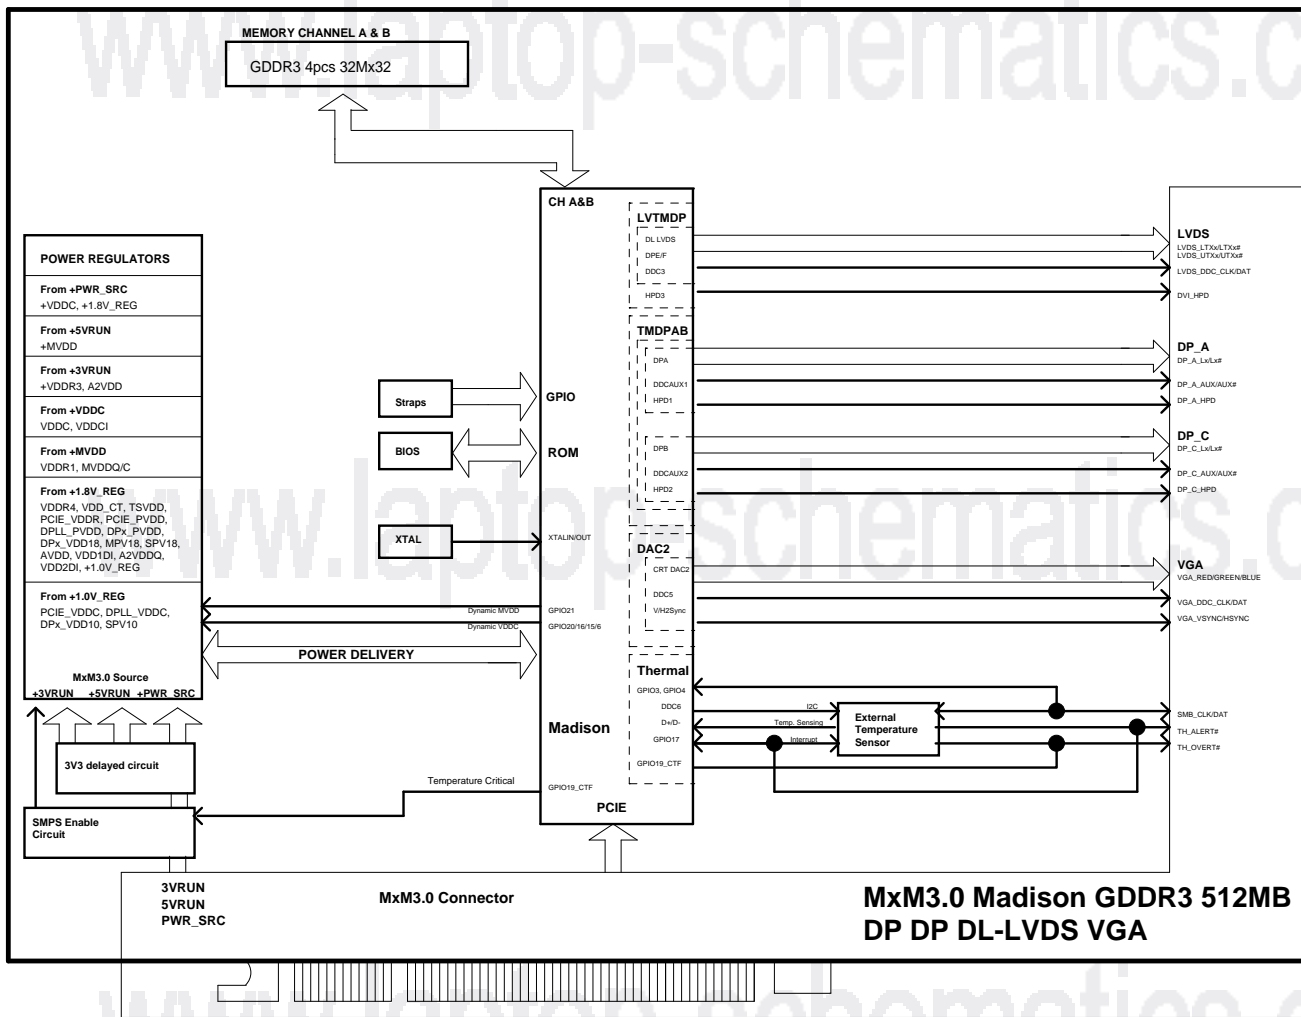 www.laptop-schematics.c
MEMORY CHANNEL A & B
GDDR3 4pcs 32Mx32
POWER REGULATORS
From +PWR_SRC
+VDDC, +1.8V_REG
From +5VRUN
+MVDD
From +3VRUN
+VDDR3, A2VDD
From +VDDC
VDDC, VDDCI
From +MVDD
VDDR1, MVDDQ/C
From +1.8V_REG
VDDR4, VDD_CT, TSVDD,
PCIE_VDDR, PCIE_PVDD,
DPLL_PVDD, DPx_PVDD,
DPx_VDD18, MPV18, SPV18,
AVDD, VDD1DI, A2VDDQ,
VDD2DI, +1.0V_REG
From +1.0V_REG
PCIE_VDDC, DPLL_VDDC,
DPx_VDD10, SPV10
MxM3.0 Source
+3VRUN +5VRUN +PWR_SRC
3V3 delayed circuit
SMPS Enable
Circuit
Straps
BIOS
XTAL
Dynamic MVDD
Dynamic VDDC
POWER DELIVERY
Temperature Critical
CH A&B
GPIO
ROM
XTALIN/OUT
GPIO21
GPIO20/16/15/6
Madison
GPIO19_CTF
PCIE
LVTMDP
DL LVDS
DPE/F
DDC3
HPD3
TMDPAB
DPA
DDCAUX1
HPD1
DPB
DDCAUX2
HPD2
DAC2
CRT DAC2
DDC5
V/H2Sync
Thermal
GPIO3, GPIO4
DDC6
D+/D-
GPIO17
GPIO19_CTF
I2C
Temp. Sensing
Interrupt
External
Temperature
Sensor
LVDS
LVDS_LTXx/LTXx#
LVDS_UTXx/UTXx#
LVDS_DDC_CLK/DAT
DVI_HPD
DP_A
DP_A_Lx/Lx#
DP_A_AUX/AUX#
DP_A_HPD
DP_C
DP_C_Lx/Lx#
DP_C_AUX/AUX#
DP_C_HPD
www.laptop-schematics.c
VGA
VGA_RED/GREEN/BLUE
VGA_DDC_CLK/DAT
VGA_VSYNC/HSYNC
SMB_CLK/DAT
TH_ALERT#
TH_OVERT#
3VRUN
5VRUN
PWR_SRC
MxM3.0 Connector
MxM3.0 Madison GDDR3 512MB
DP DP DL-LVDS VGA
www.laptop-schematics.c